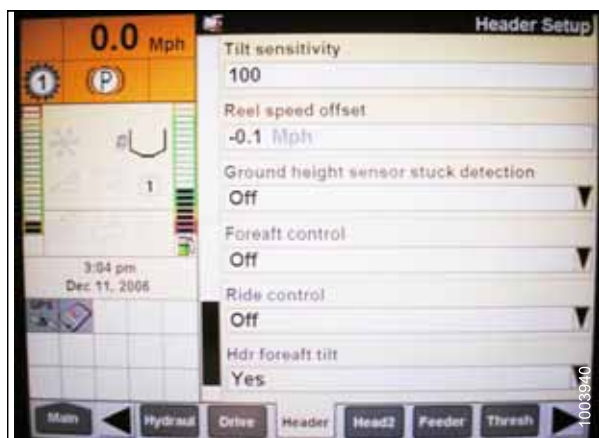 0.0 Mph
Header Setup
1
P
Tilt sensitivity
100
Reel speed offset
-0.1 Mph
Ground height sensor stuck detection
Off
1
Foreaft control
Off
3:04 pm
Dec 11, 2006
Ride control
Off
Hdr foreaft tilt
Yes
Main
Hydraul
Drive
Header
Head2
Feeder
Thresh
1003940